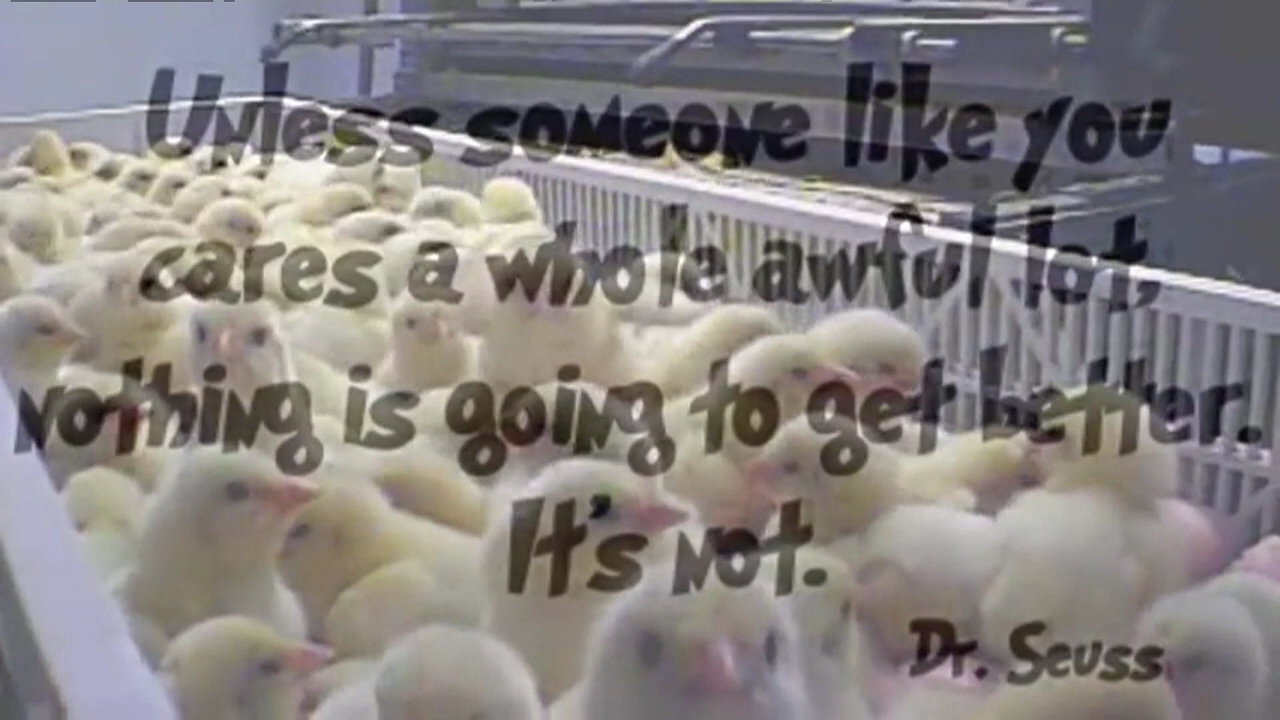 Unless someone like you
cares a whole awful lot,
nothing is going to get better.
It's not.
Dr. Seuss